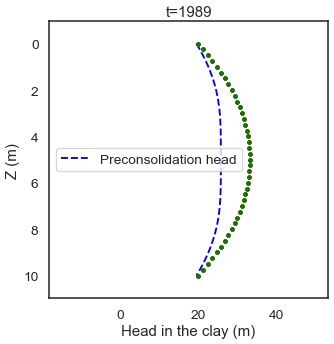 t=1989
0
2
4
6
8
10
Z (m)
Preconsolidation head
0
20
40
Head in the clay (m)